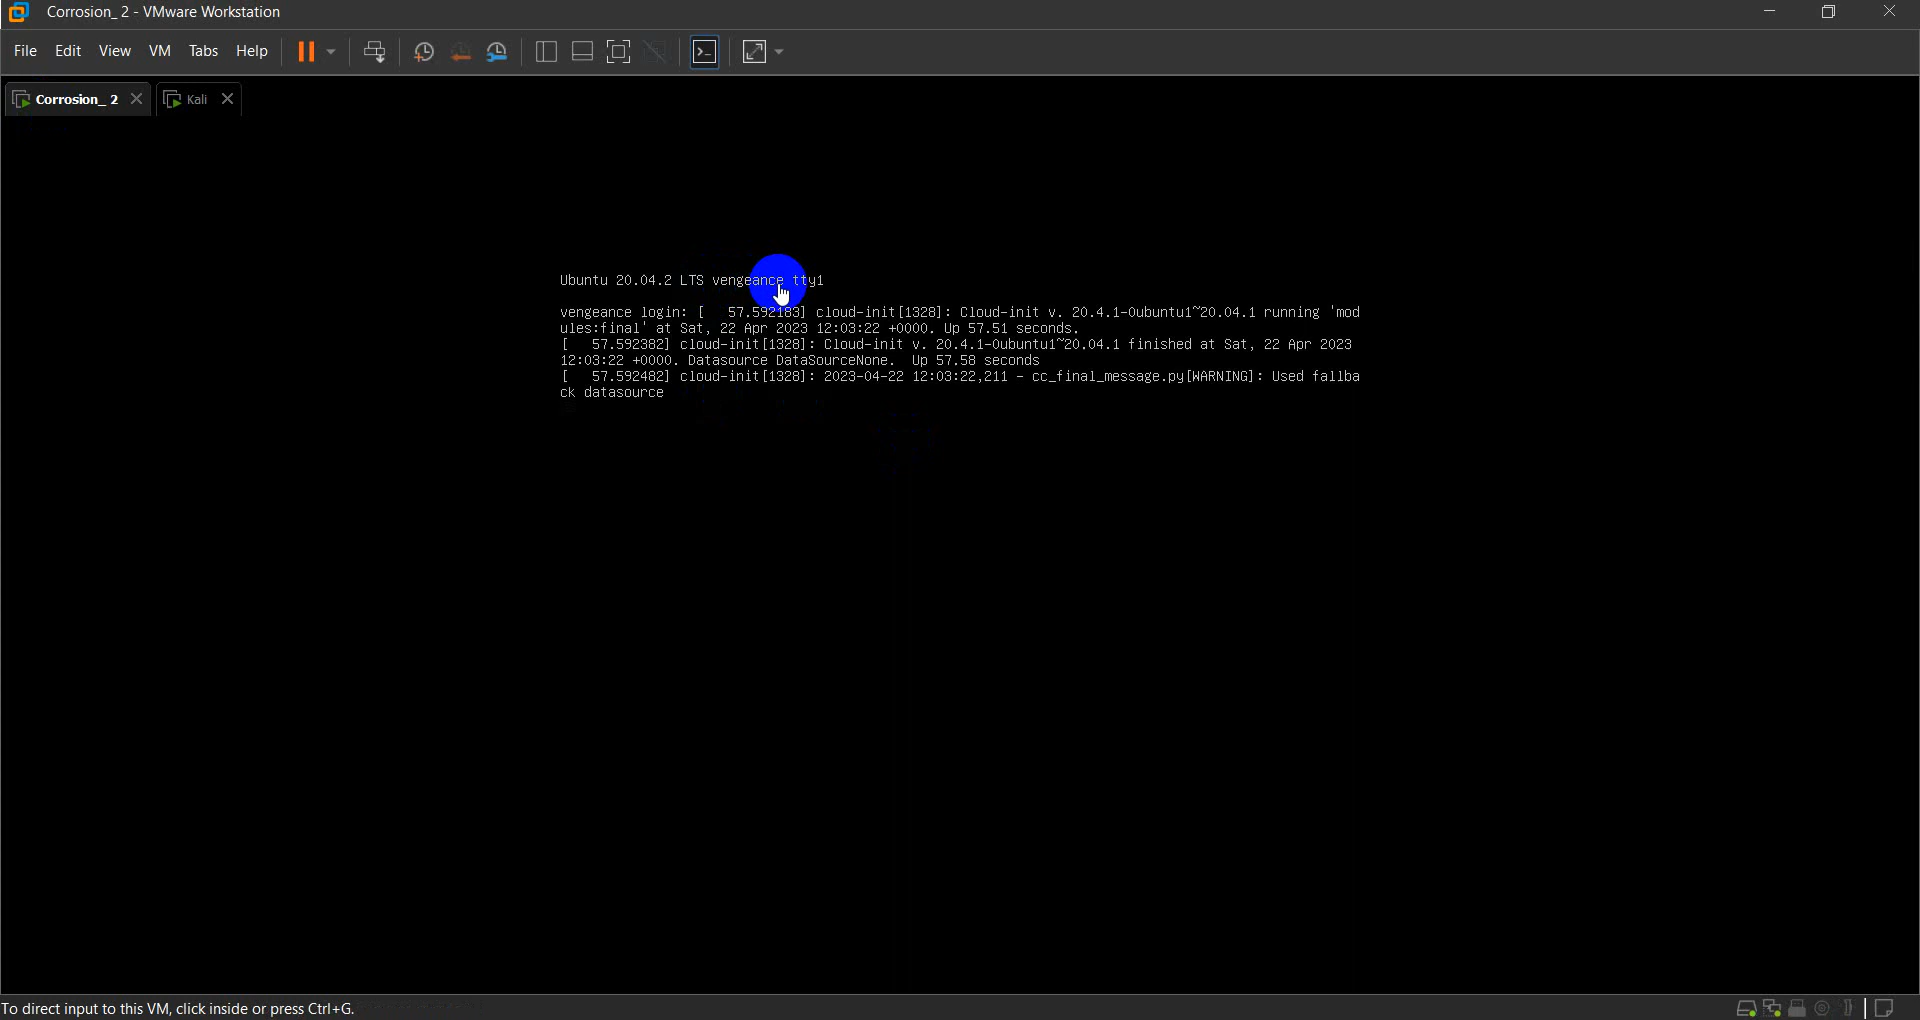 Corrosion_ 2 - VMware Workstation
File Edit View VM Tabs Help
Corrosion_ 2
Kali
Ubuntu 20.04.2 LTS vengeance tty1
vengeance login: [   57.592183] cloud-init[1328]: Cloud-init v. 20.4.1-0ubuntu1~20.04.1 running 'mod
ules:final' at Sat, 22 Apr 2023 12:03:22 +0000. Up 57.51 seconds.
[   57.592382] cloud-init[1328]: Cloud-init v. 20.4.1-0ubuntu1~20.04.1 finished at Sat, 22 Apr 2023
12:03:22 +0000. Datasource DataSourceNone.  Up 57.58 seconds
[   57.592482] cloud-init[1328]: 2023-04-22 12:03:22,211 - cc_final_message.py[WARNING]: Used fallba
ck datasource
To direct input to this VM, click inside or press Ctrl+G.